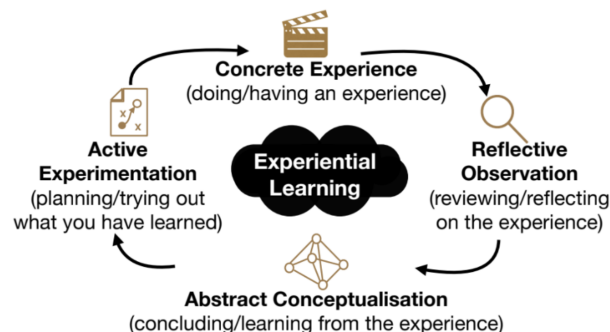 Concrete Experience
(doing/having an experience)
Reflective
Observation
(reviewing/reflecting
on the experience)
Abstract Conceptualisation
(concluding/learning from the experience)
Active
Experimentation
(planning/trying out
what you have learned)
Experiential
Learning